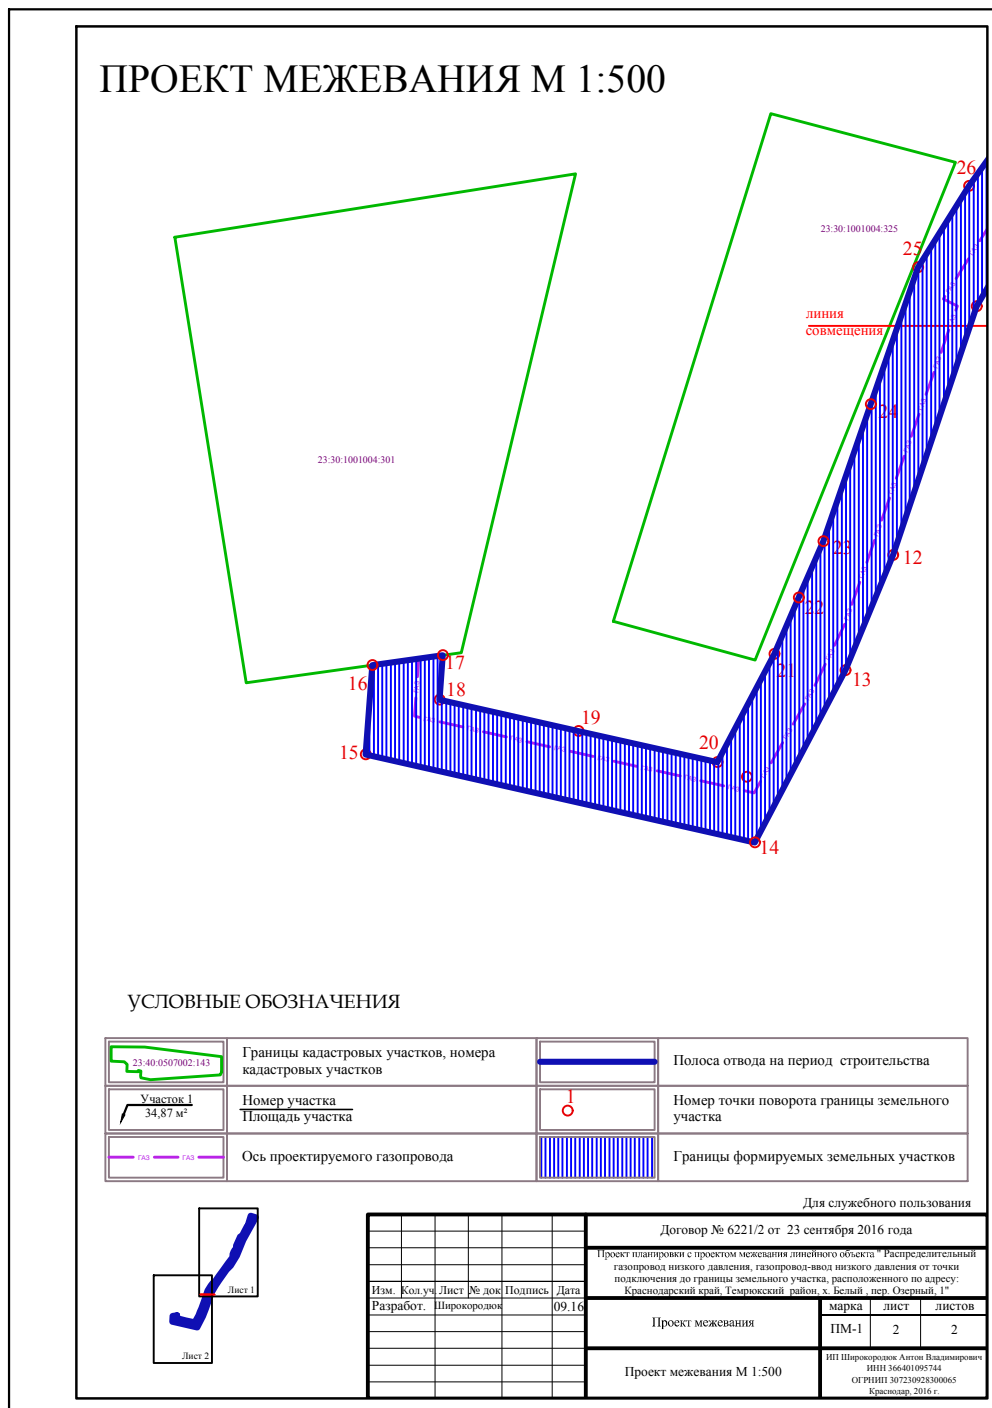 ПРОЕКТ МЕЖЕВАНИЯ М 1:500
26
23:30:1001004:325
25
линия
совмещения
24
23:30:1001004:301
23
12
22
21
17
16
13
18
19
20
15
14
УСЛОВНЫЕ ОБОЗНАЧЕНИЯ
23:40:0507002:143
Границы кадастровых участков, номера
кадастровых участков
Полоса отвода на период строительства
Участок 1
34,87 м²
Номер участка
Площадь участка
1
Номер точки поворота границы земельного
участка
ГАЗ ГАЗ
Ось проектируемого газопровода
Границы формируемых земельных участков
Для служебного пользования
Лист 1
Лист 2
Договор № 6221/2 от 23 сентября 2016 года
Проект планировки с проектом межевания линейного объекта " Распределительный
газопровод низкого давления, газопровод-ввод низкого давления от точки
подключения до границы земельного участка, расположенного по адресу:
Краснодарский край, Темрюкский район, х. Белый , пер. Озерный, 1"
Изм. Кол.уч Лист № док Подпись Дата
Разработ. Широкородюк 09.16
Проект межевания
марка лист листов
ПМ-1 2 2
Проект межевания М 1:500
ИП Широкородюк Антон Владимирович
ИНН 366401095744
ОГРНИП 307230928300065
Краснодар, 2016 г.